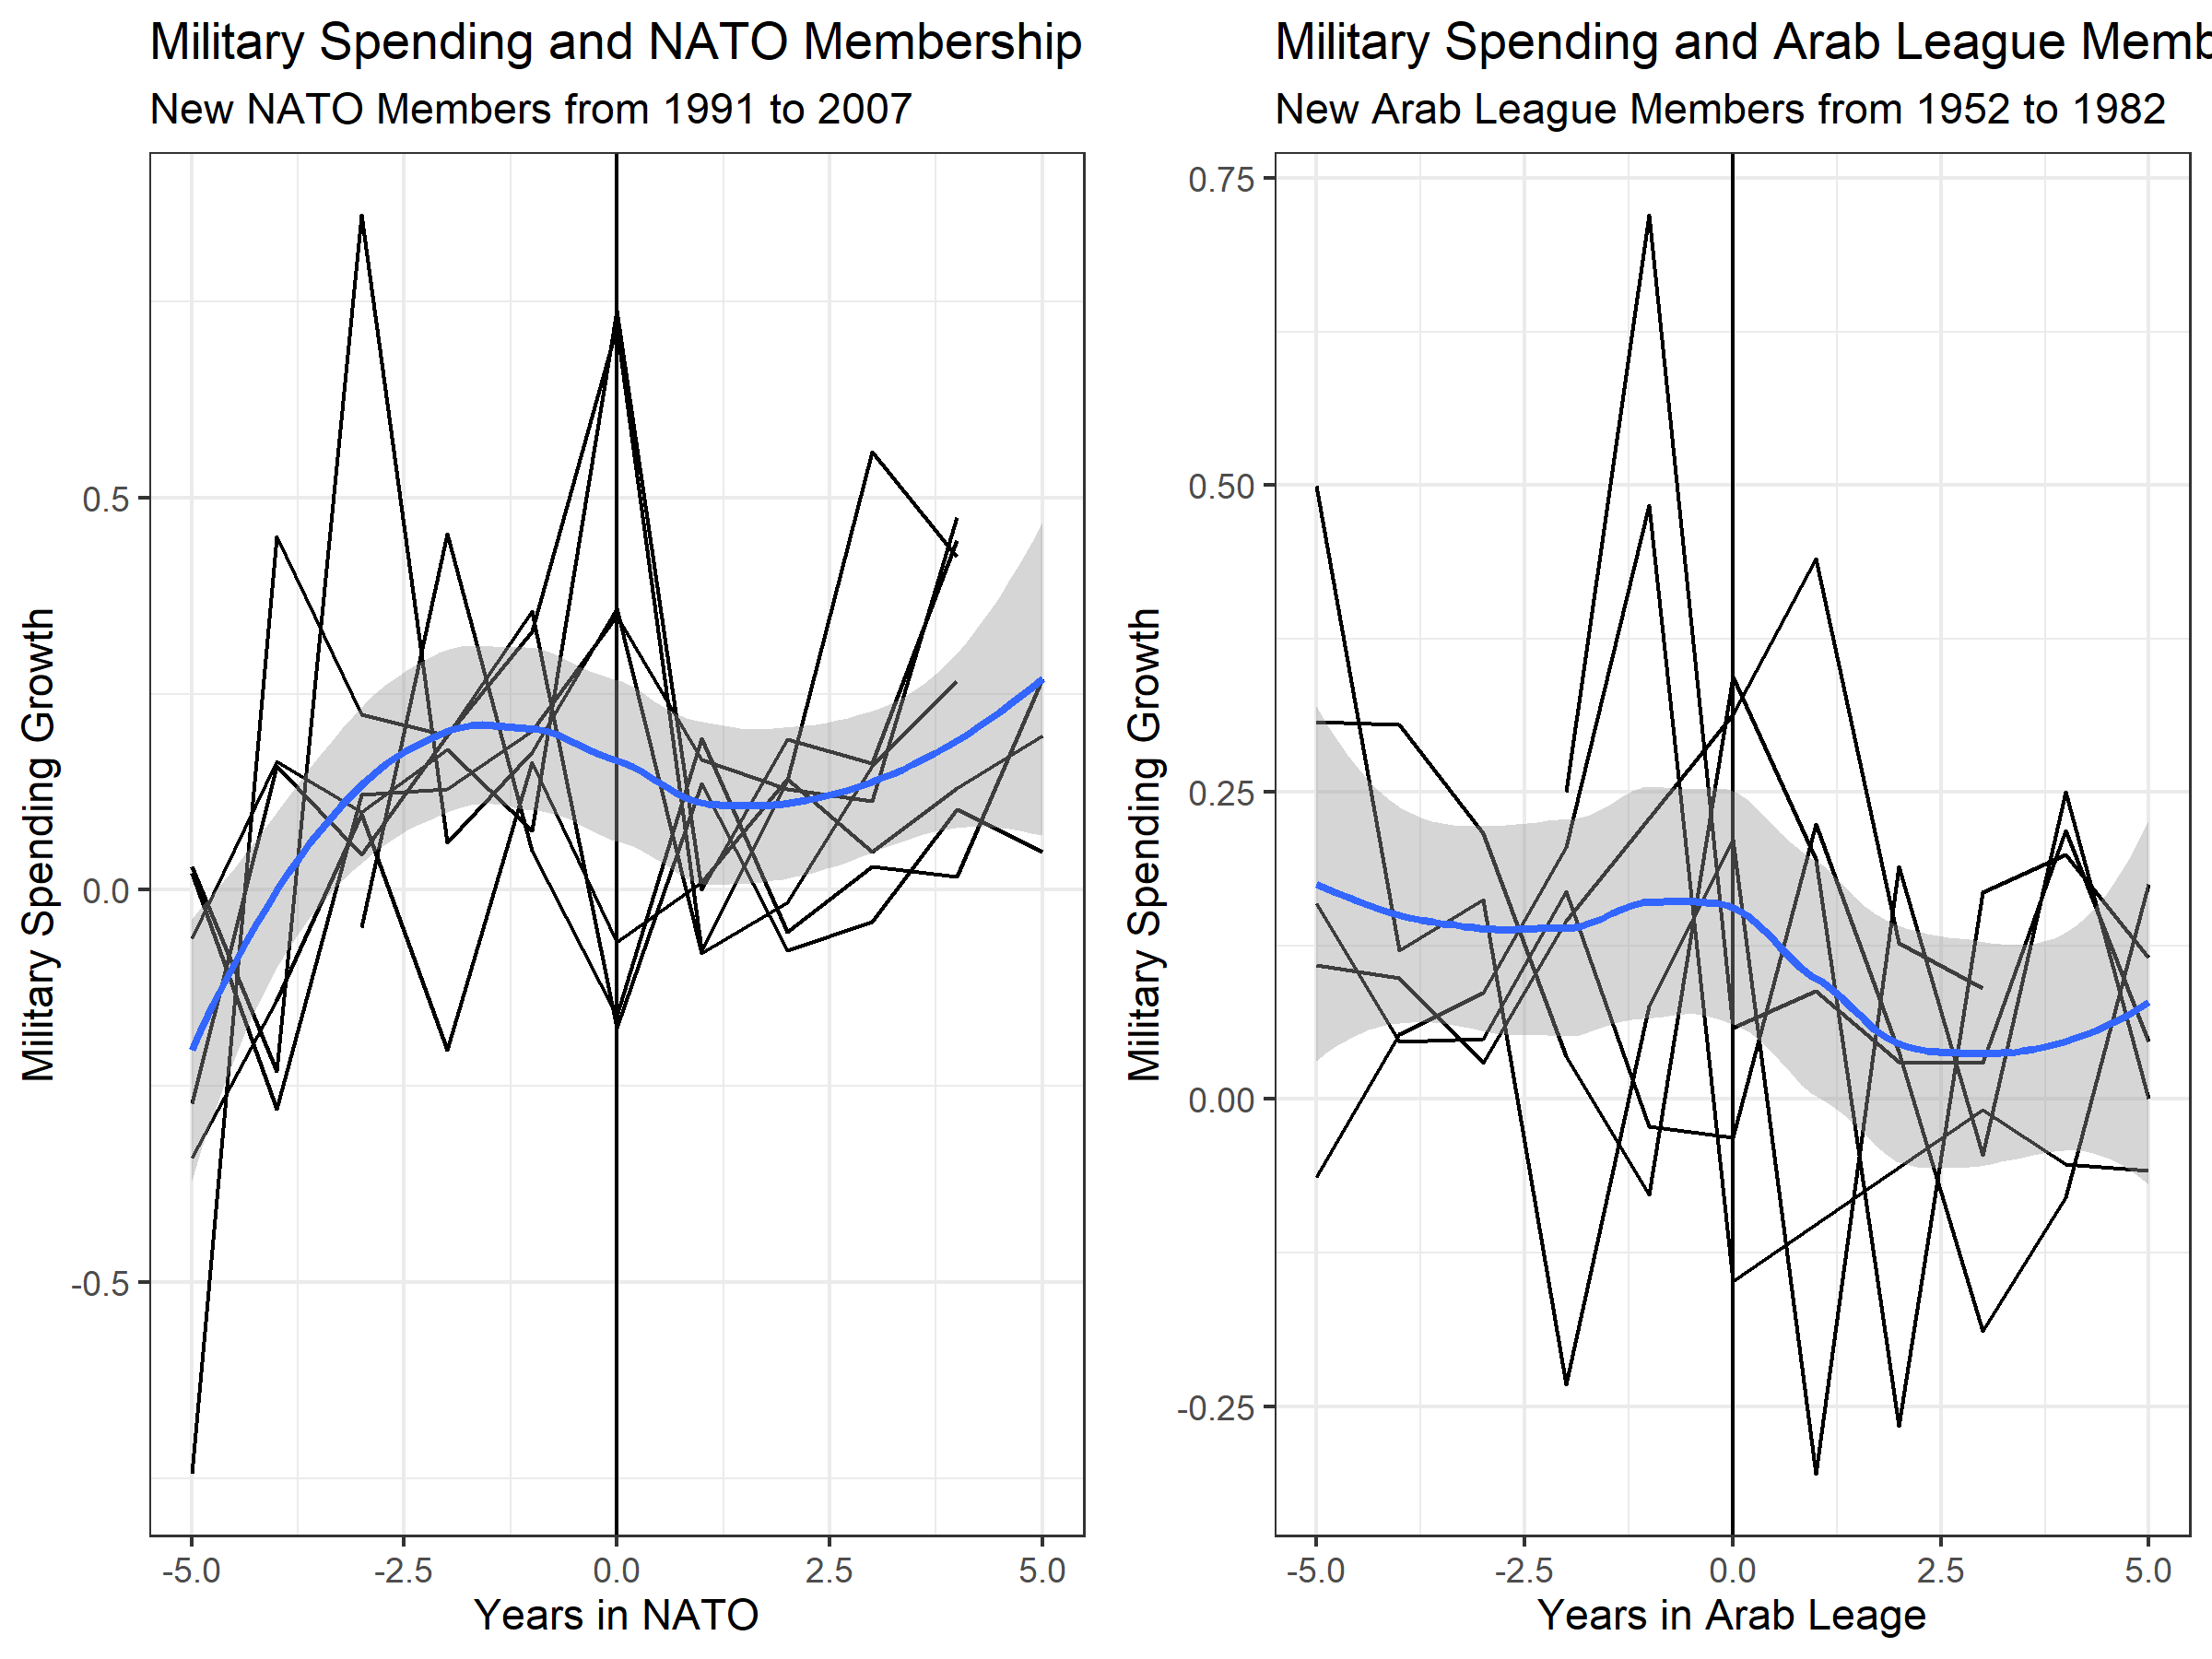 Military Spending and NATO Membership
New NATO Members from 1991 to 2007
Military Spending Growth
0.5
0.0
-0.5
-5.0
-2.5
0.0
2.5
5.0
Years in NATO
Military Spending and Arab League Memb
New Arab League Members from 1952 to 1982
Military Spending Growth
0.75
0.50
0.25
0.00
-0.25
-5.0
-2.5
0.0
2.5
5.0
Years in Arab Leage